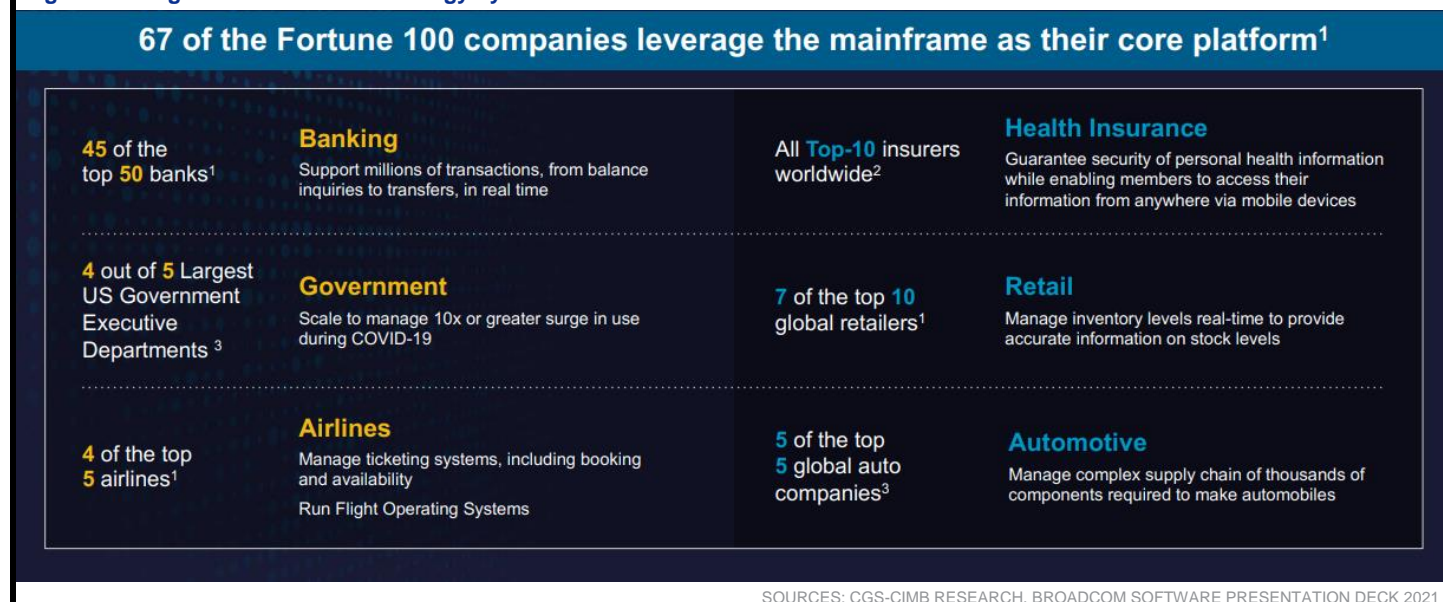 67 of the Fortune 100 companies leverage the mainframe as their core platform¹
45 of the
top 50 banks¹
Banking
Support millions of transactions, from balance
inquiries to transfers, in real time
All Top-10 insurers
worldwide²
Health Insurance
Guarantee security of personal health information
while enabling members to access their
information from anywhere via mobile devices
4 out of 5 Largest
US Government
Executive
Departments ³
Government
Scale to manage 10x or greater surge in use
during COVID-19
7 of the top 10
global retailers¹
Retail
Manage inventory levels real-time to provide
accurate information on stock levels
4 of the top
5 airlines¹
Airlines
Manage ticketing systems, including booking
and availability
Run Flight Operating Systems
5 of the top
5 global auto
companies³
Automotive
Manage complex supply chain of thousands of
components required to make automobiles
SOURCES: CGS-CIMB RESEARCH, BROADCOM SOFTWARE PRESENTATION DECK 2021